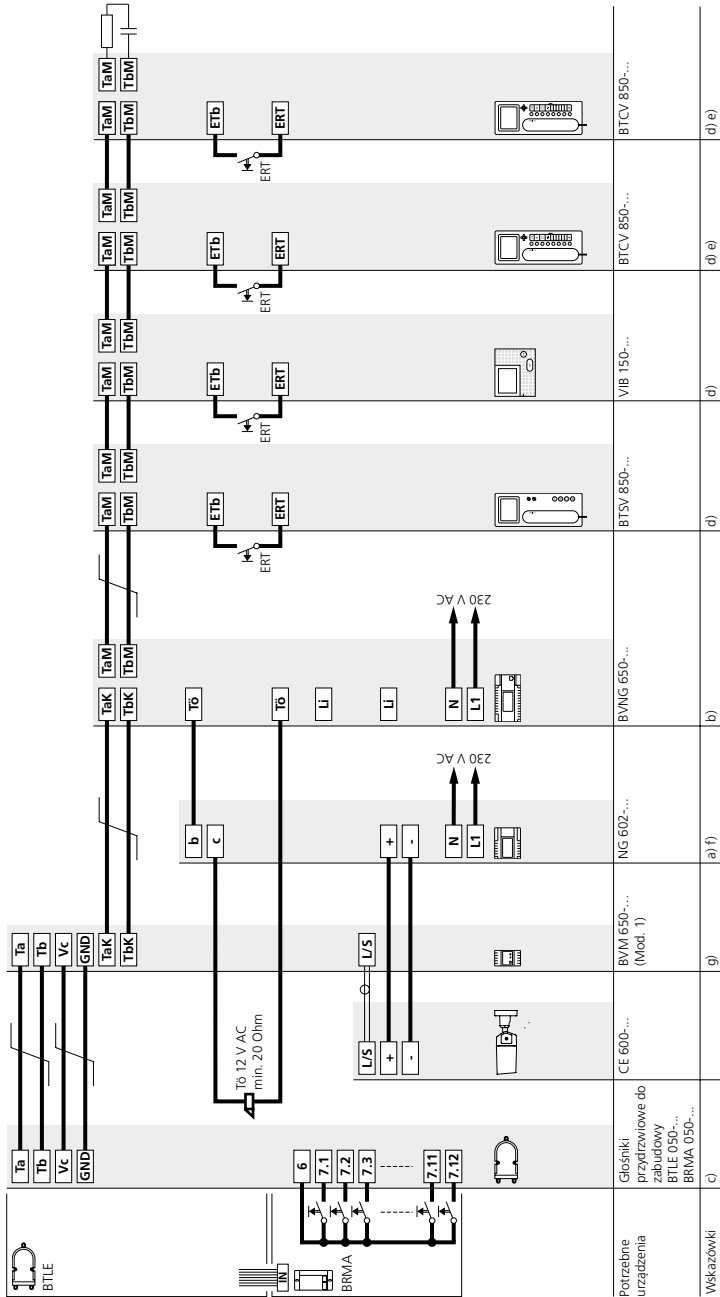 BTLE
IN
BRMA
Potrzebne
urządzenia
Wskazówki
Ta
Tb
Vc
GND
6
7.1
7.2
7.3
7.11
7.12
Głośniki
przydrzwiowe do
zabudowy
BTLE 050-...
BRMA 050-...
c)
Tö 12 V AC
min. 20 Ohm
L/S
+
-
CE 600-...
Ta
Tb
Vc
GND
TaK
TbK
L/S
BVM 650-...
(Mod. 1)
g)
b
c
+
-
N
L1
230 V AC
NG 602-...
a) f)
TaK
TbK
TaM
TbM
Tö
Tö
Li
Li
N
L1
230 V AC
BVNG 650-...
b)
ERT
TaM
TbM
TaM
TbM
ETb
ERT
BTSV 850-...
d)
ERT
TaM
TbM
TaM
TbM
ETb
ERT
VIB 150-...
d)
ERT
TaM
TbM
TaM
TbM
ETb
ERT
BTCV 850-...
d) e)
ERT
TaM
TbM
TaM
TbM
ETb
ERT
BTCV 850-...
d) e)